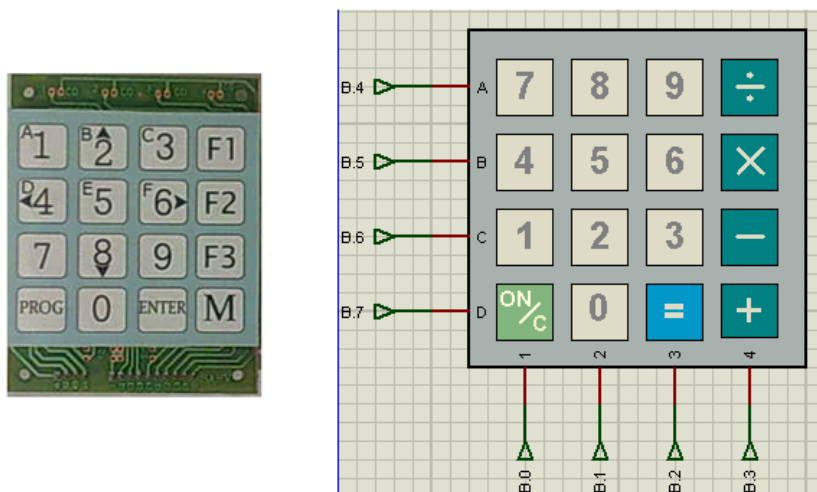 A1 B2 C3 F1
D4 E5 F6 F2
7 8 9 F3
PROG 0 ENTER M
B.4 A 7 8 9 ÷
B.5 B 4 5 6 ×
B.6 C 1 2 3 −
B.7 D ON/C 0 = +
1 2 3 4
B.0 B.1 B.2 B.3